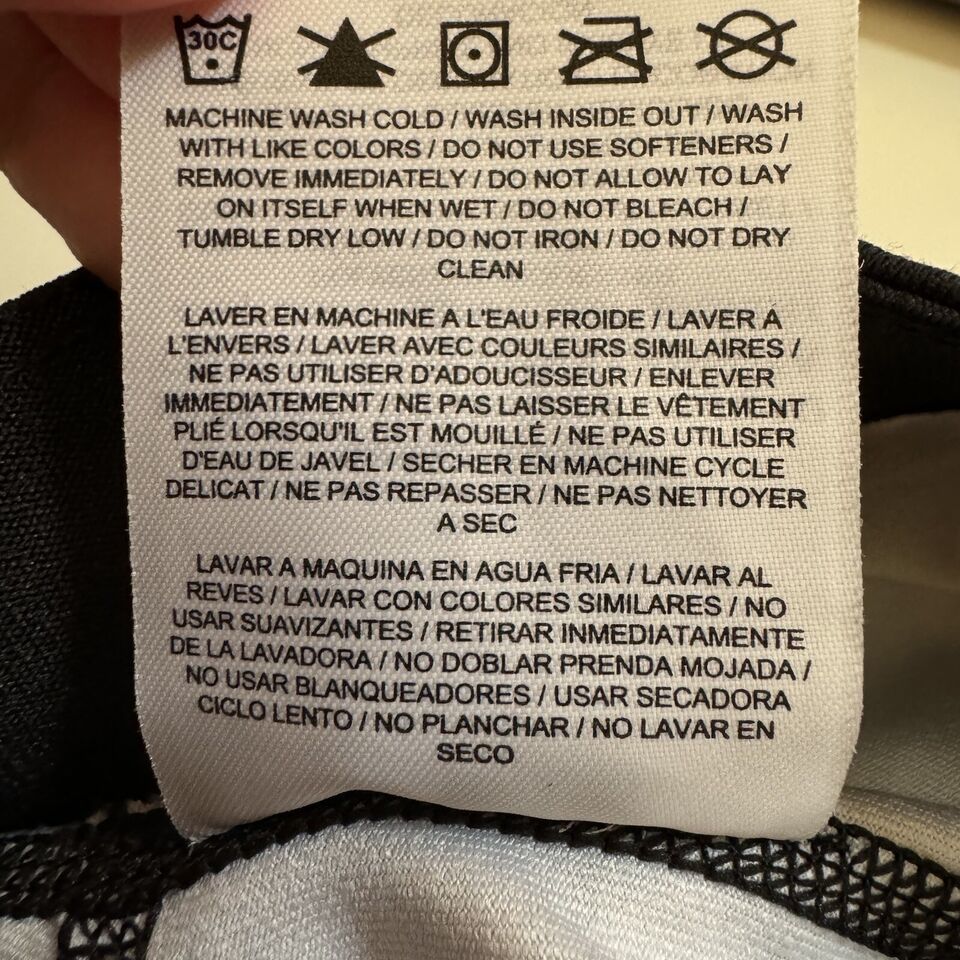 30C
MACHINE WASH COLD / WASH INSIDE OUT / WASH
WITH LIKE COLORS / DO NOT USE SOFTENERS /
REMOVE IMMEDIATELY / DO NOT ALLOW TO LAY
ON ITSELF WHEN WET / DO NOT BLEACH /
TUMBLE DRY LOW / DO NOT IRON / DO NOT DRY
CLEAN
LAVER EN MACHINE A L'EAU FROIDE / LAVER À
L'ENVERS / LAVER AVEC COULEURS SIMILAIRES /
NE PAS UTILISER D'ADOUCISSEUR / ENLEVER
IMMEDIATEMENT / NE PAS LAISSER LE VÊTEMENT
PLIÉ LORSQU'IL EST MOUILLÉ / NE PAS UTILISER
D'EAU DE JAVEL / SECHER EN MACHINE CYCLE
DELICAT / NE PAS REPASSER / NE PAS NETTOYER
A SEC
LAVAR A MAQUINA EN AGUA FRIA / LAVAR AL
REVES / LAVAR CON COLORES SIMILARES / NO
USAR SUAVIZANTES / RETIRAR INMEDIATAMENTE
DE LA LAVADORA / NO DOBLAR PRENDA MOJADA /
NO USAR BLANQUEADORES / USAR SECADORA
CICLO LENTO / NO PLANCHAR / NO LAVAR EN
SECO